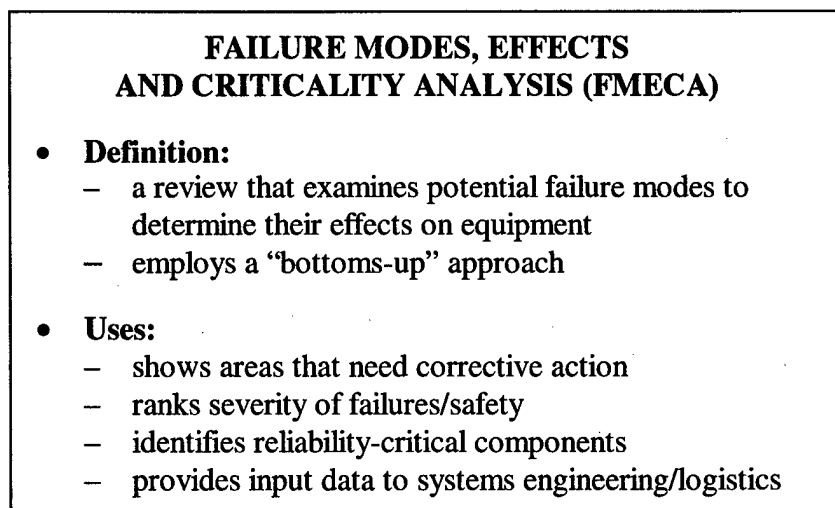 FAILURE MODES, EFFECTS
AND CRITICALITY ANALYSIS (FMECA)
• Definition:
– a review that examines potential failure modes to
determine their effects on equipment
– employs a “bottoms-up” approach
• Uses:
– shows areas that need corrective action
– ranks severity of failures/safety
– identifies reliability-critical components
– provides input data to systems engineering/logistics